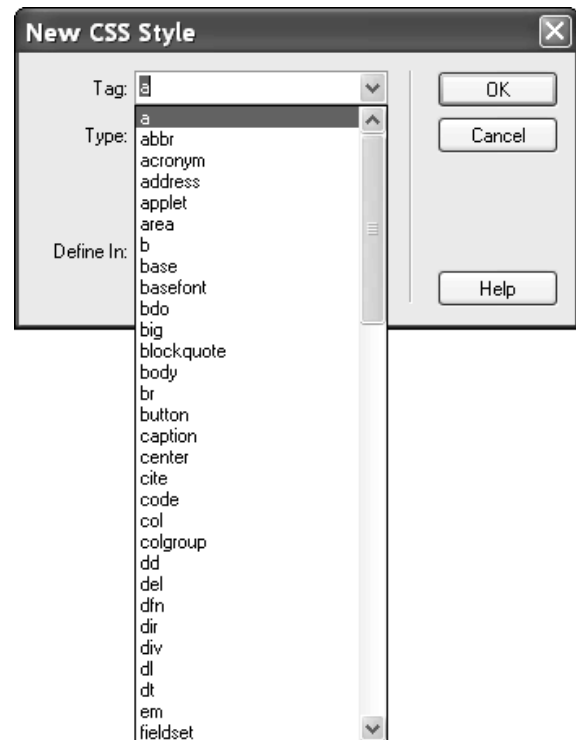 New CSS Style
Tag: a
OK
a
Type: abbr
Cancel
acronym
address
applet
area
Define In: b
base
basefont
Help
bdo
big
blockquote
body
br
button
caption
center
cite
code
col
colgroup
dd
del
dfn
dir
div
dl
dt
em
fieldset